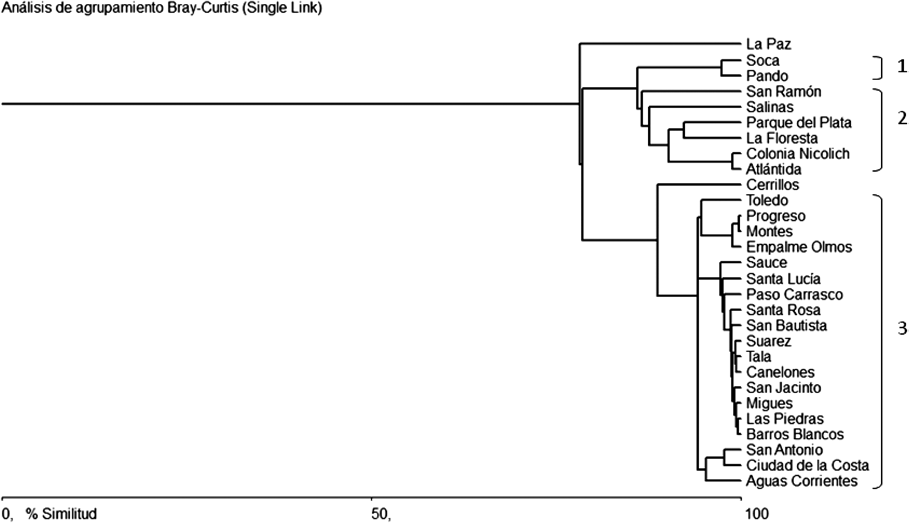 Análisis de agrupamiento Bray-Curtis (Single Link)
La Paz
Soca
Pando
1
San Ramón
Salinas
Parque del Plata
La Floresta
Colonia Nicolich
Atlántida
2
Cerrillos
Toledo
Progreso
Montes
Empalme Olmos
Sauce
Santa Lucía
Paso Carrasco
Santa Rosa
San Bautista
Suarez
Tala
Canelones
San Jacinto
Migues
Las Piedras
Barros Blancos
San Antonio
Ciudad de la Costa
Aguas Corrientes
3
0, % Similitud 50, 100